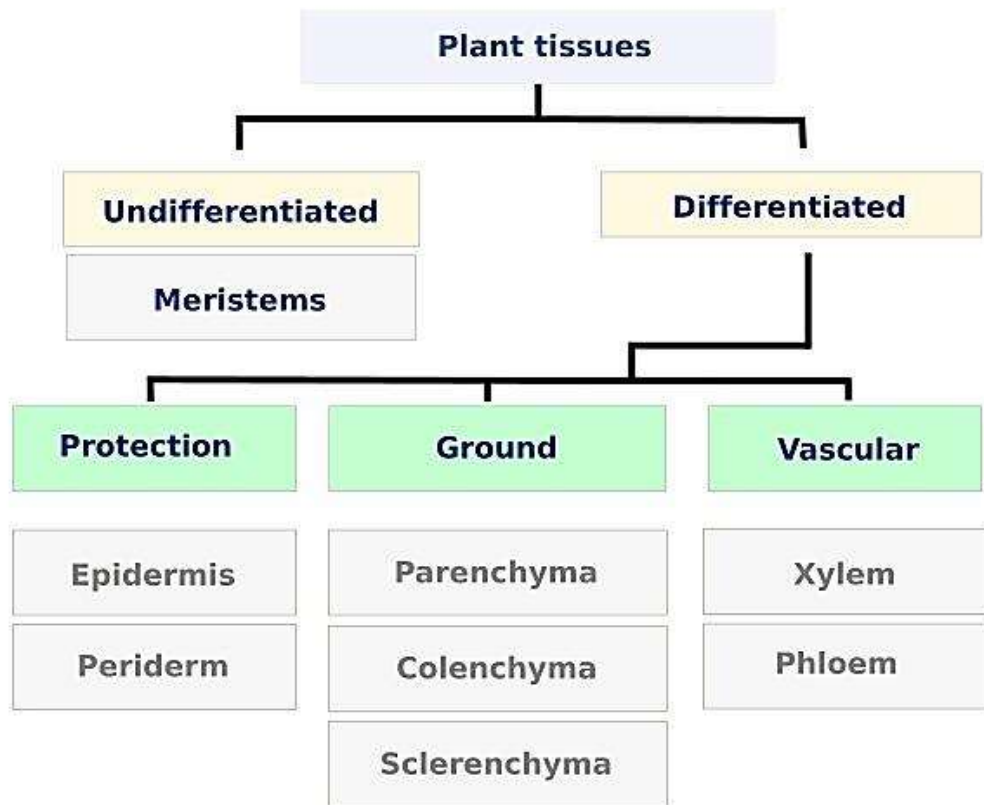 Plant tissues
Undifferentiated
Differentiated
Meristems
Protection
Ground
Vascular
Epidermis
Parenchyma
Xylem
Periderm
Colenchyma
Phloem
Sclerenchyma